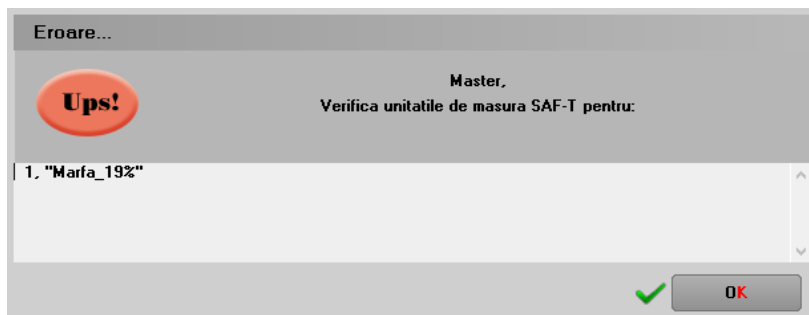 Eroare...
Ups!
Master,
Verifica unitatile de masura SAF-T pentru:
1, "Marfa_19%"
OK